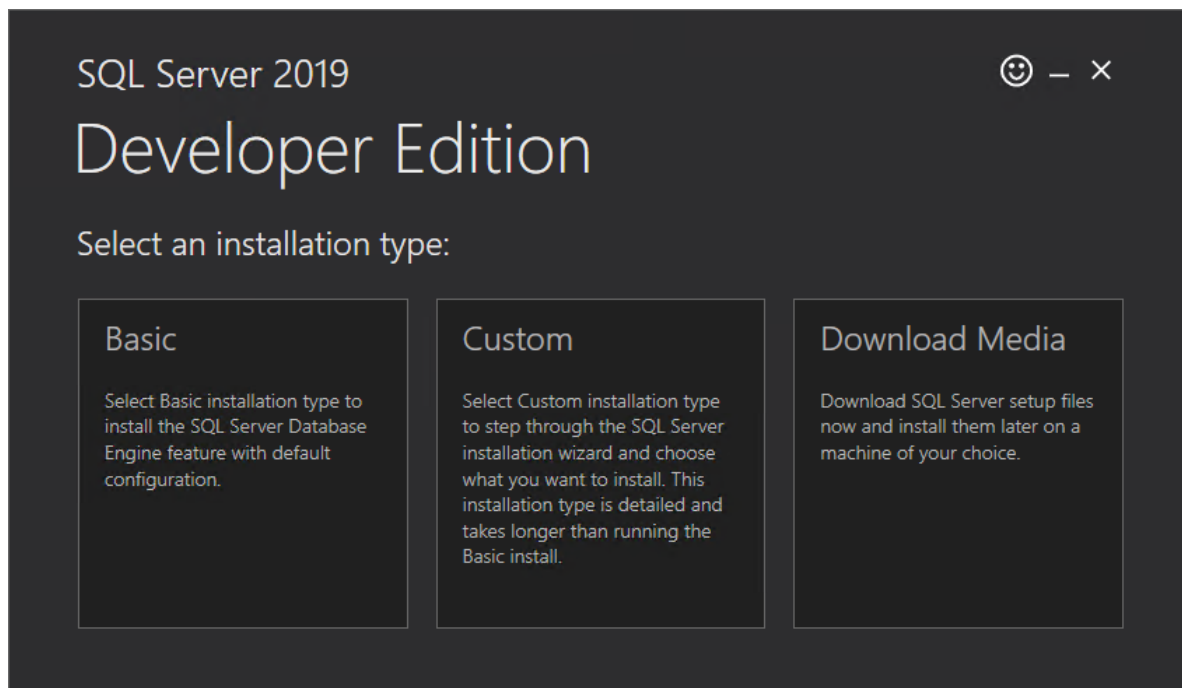 SQL Server 2019
Developer Edition
Select an installation type:
Basic
Select Basic installation type to
install the SQL Server Database
Engine feature with default
configuration.
Custom
Select Custom installation type
to step through the SQL Server
installation wizard and choose
what you want to install. This
installation type is detailed and
takes longer than running the
Basic install.
Download Media
Download SQL Server setup files
now and install them later on a
machine of your choice.